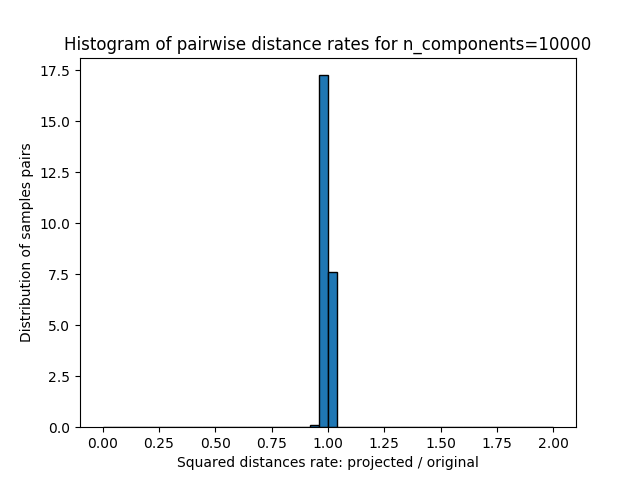 Histogram of pairwise distance rates for n_components=10000
17.5
15.0
12.5
10.0
7.5
5.0
2.5
0.0
Distribution of samples pairs
0.00 0.25 0.50 0.75 1.00 1.25 1.50 1.75 2.00
Squared distances rate: projected / original